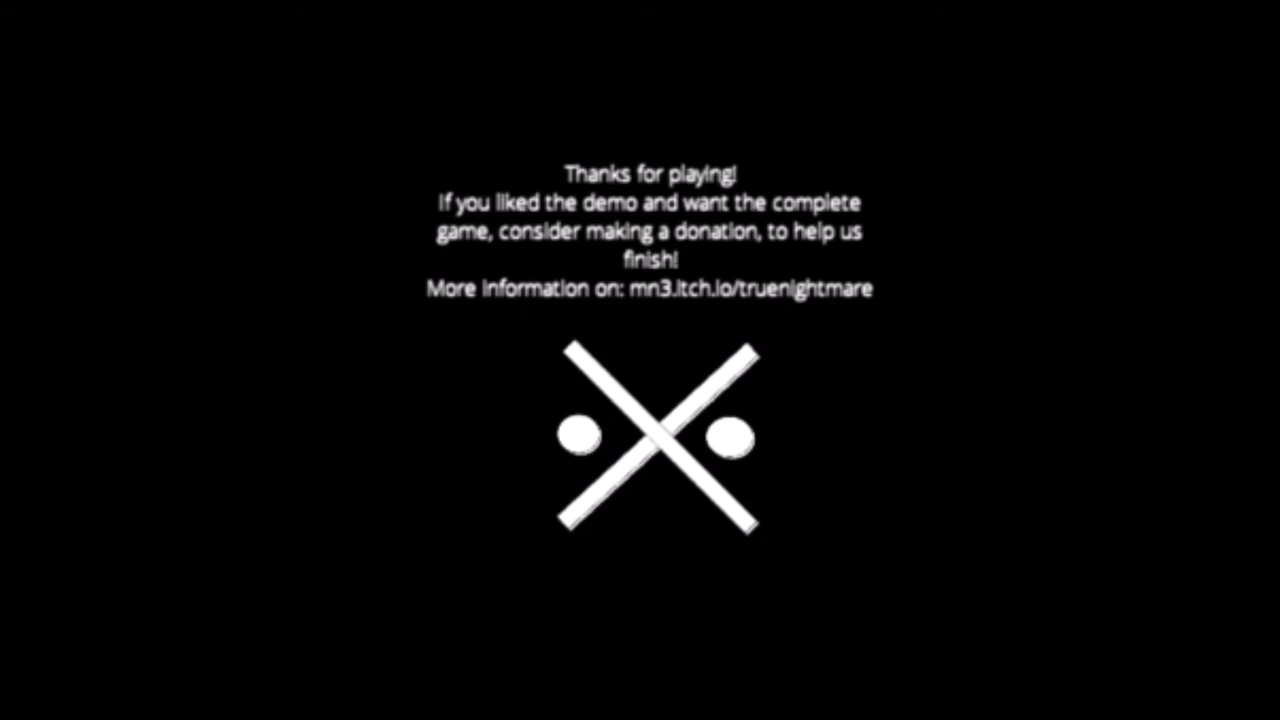 Thanks for playing!
If you liked the demo and want the complete
game, consider making a donation, to help us
finish!
More information on: mn3.itch.io/truenightmare